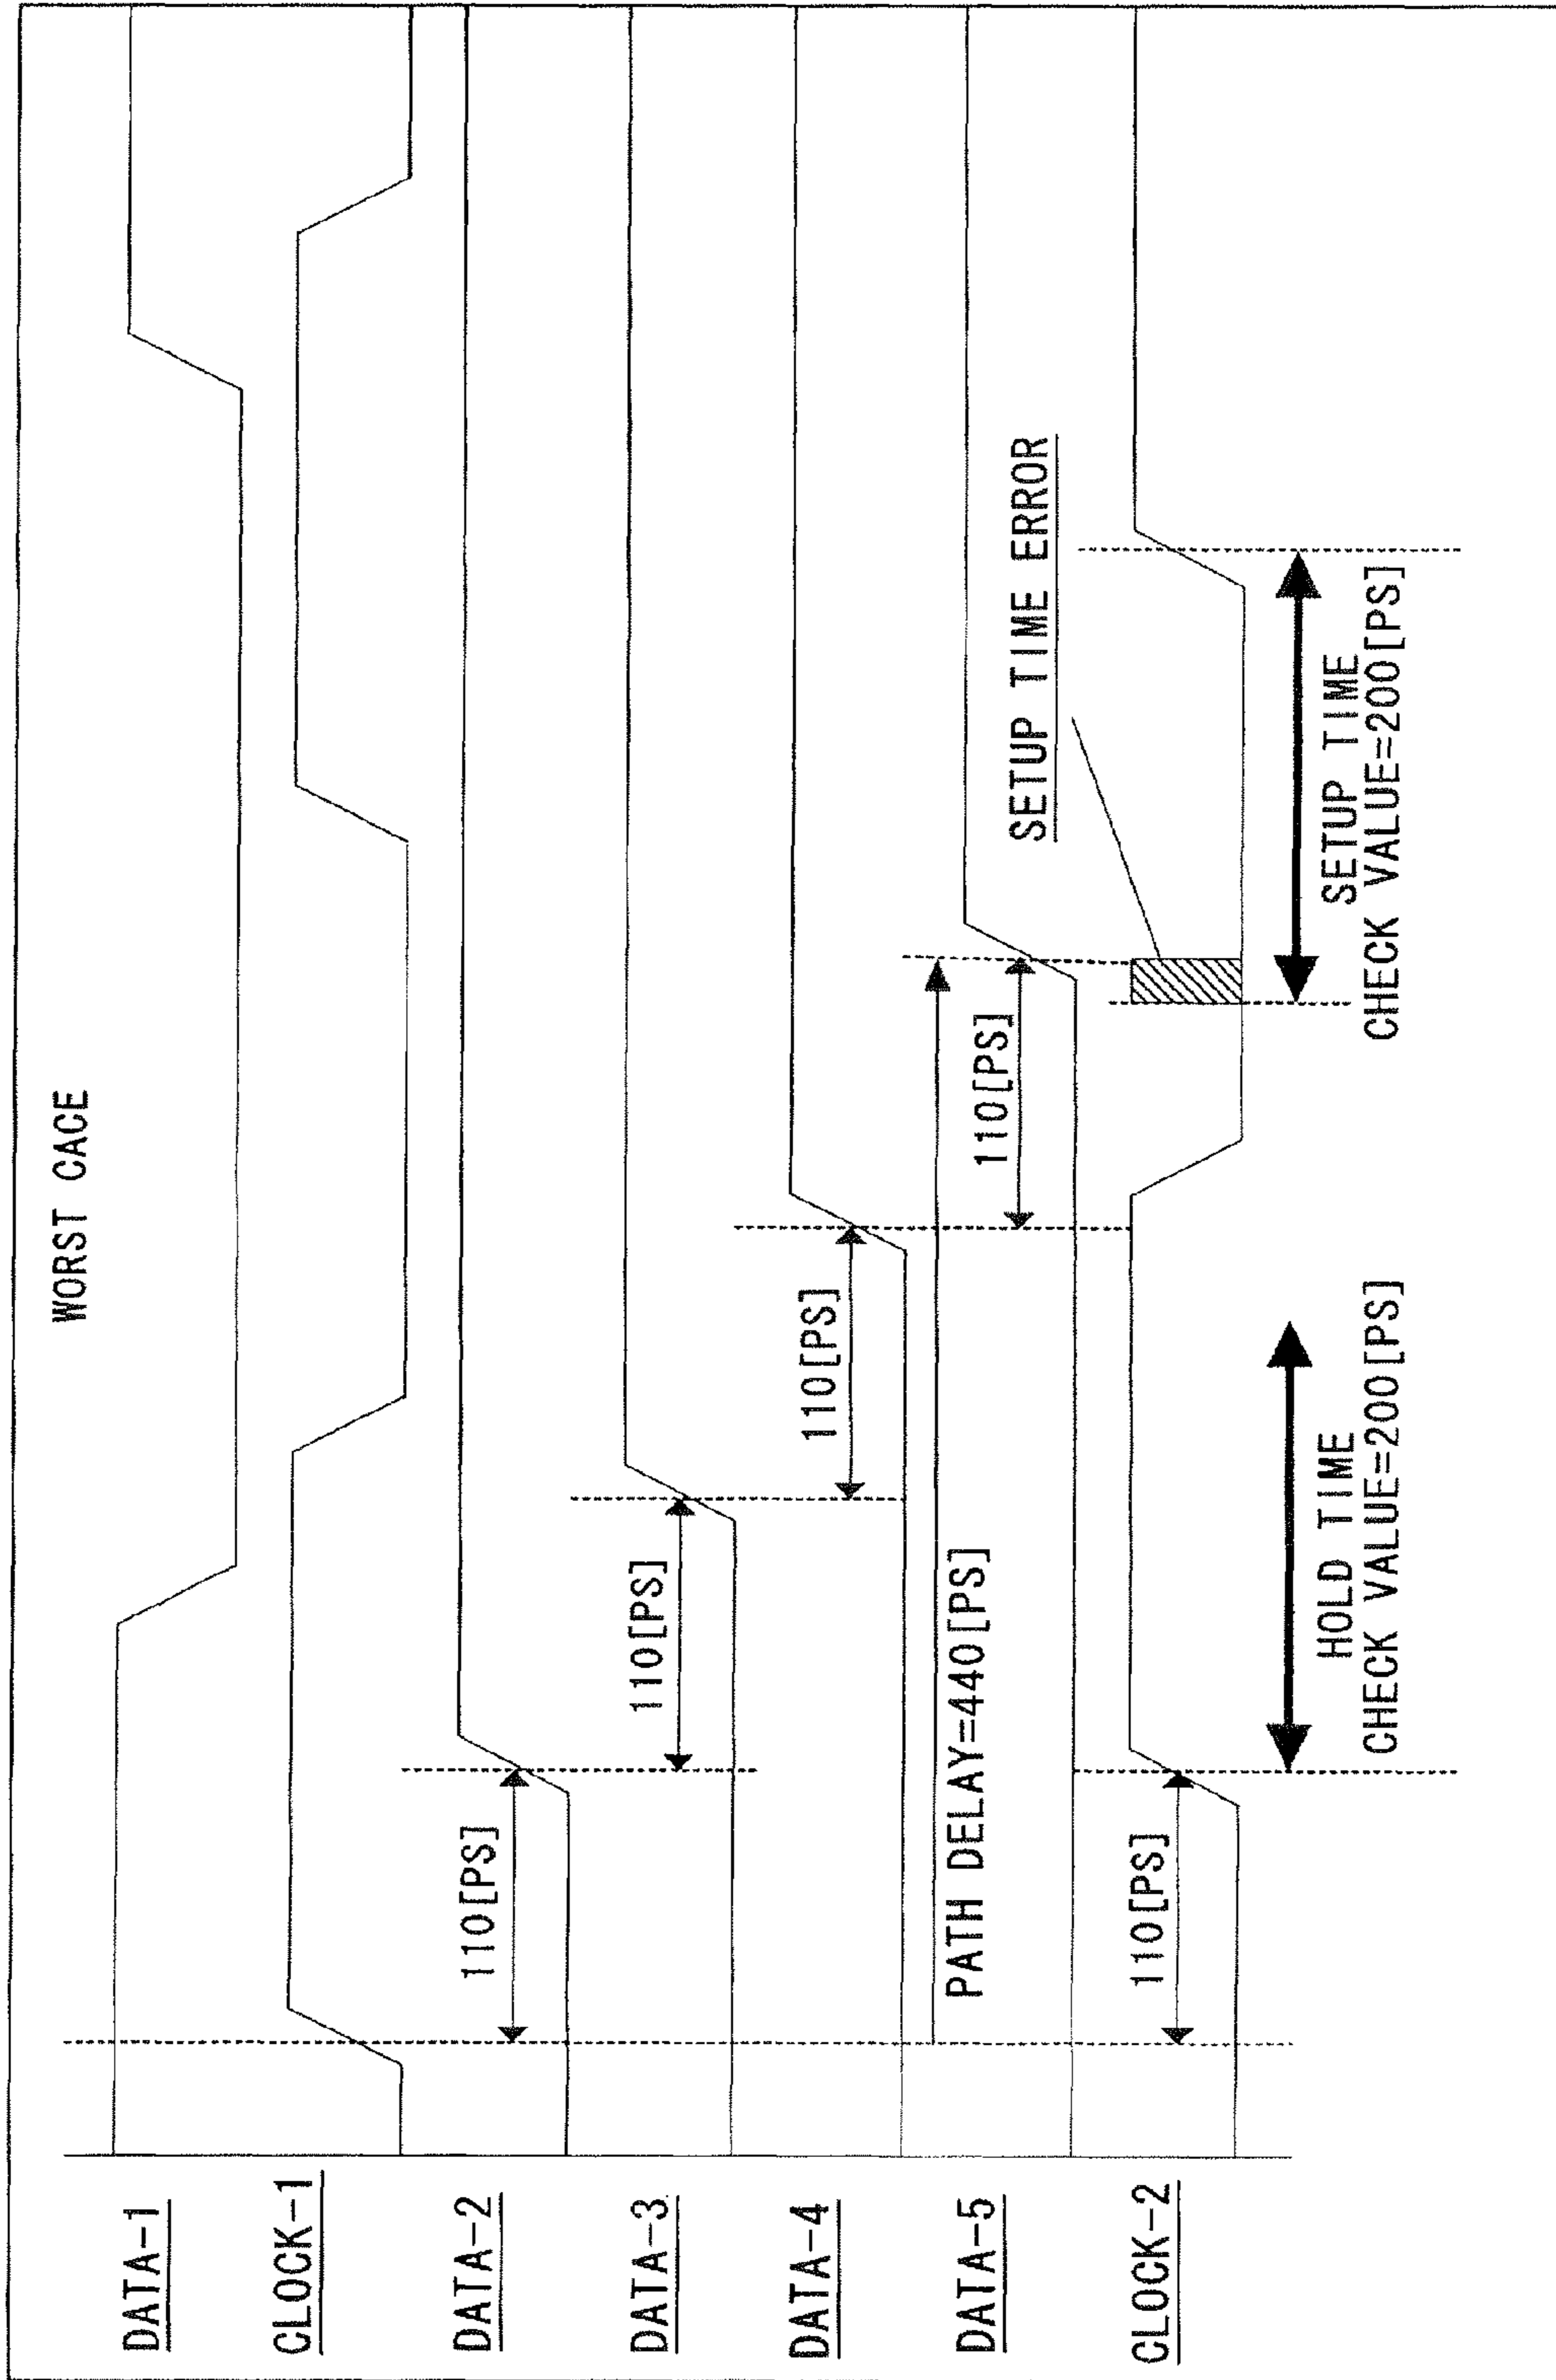 WORST CACE
DATA-1
CLOCK-1
DATA-2
110[PS]
DATA-3
110[PS]
DATA-4
110[PS]
PATH DELAY=440[PS]
DATA-5
110[PS]
SETUP TIME ERROR
CLOCK-2
110[PS]
HOLD TIME
CHECK VALUE=200[PS]
SETUP TIME
CHECK VALUE=200[PS]